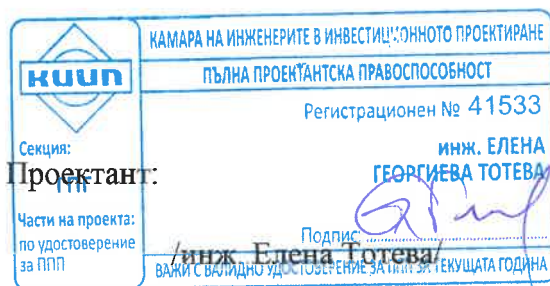 КАМАРА НА ИНЖЕНЕРИТЕ В ИНВЕСТИЦИОННОТО ПРОЕКТИРАНЕ
КИИП
ПЪЛНА ПРОЕКТАНТСКА ПРАВОСПОСОБНОСТ
Регистрационен № 41533
Секция:
инж. ЕЛЕНА
Проектант:
ГЕОРГИЕВА ТОТЕВА
Части на проекта:
по удостоверение
за ППП
Подпис:
/инж. Елена Тотева/
ВАЖИ С ВАЛИДНО УДОСТОВЕРЕНИЕ ЗА ППП ЗА ТЕКУЩАТА ГОДИНА